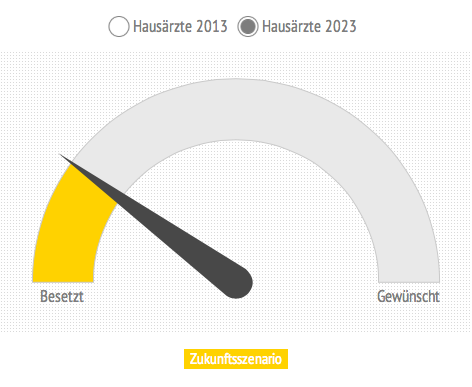 Hausärzte 2013 Hausärzte 2023
Besetzt Gewünscht
Zukunftsszenario